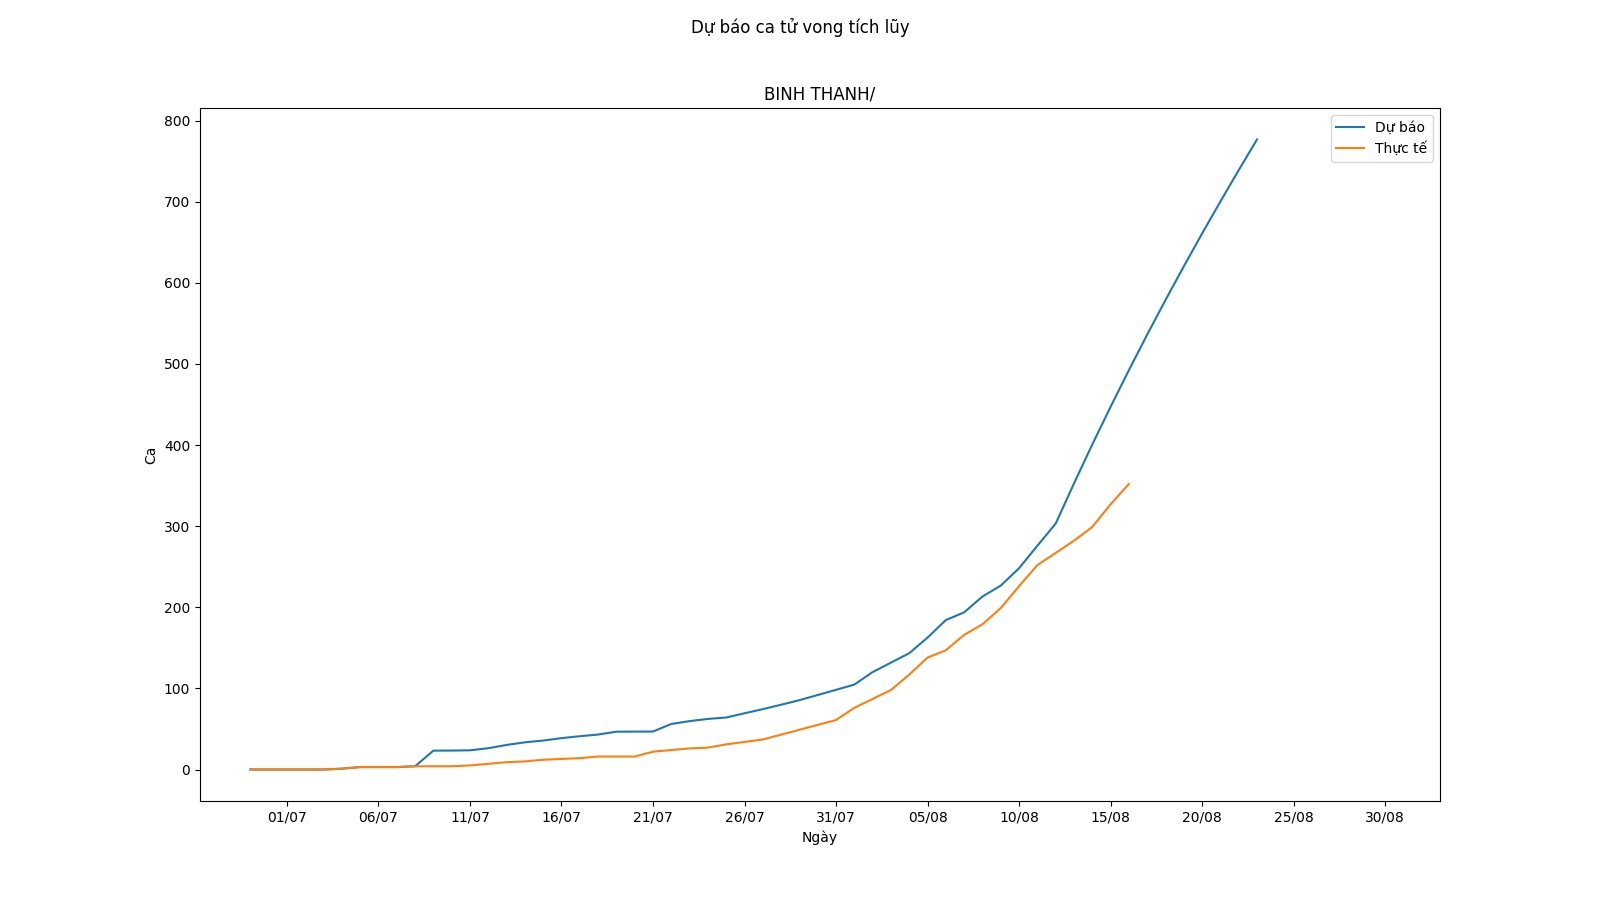 Dự báo ca tử vong tích lũy
BINH THANH/
Dự báo
Thực tế
Ca
800
700
600
500
400
300
200
100
0
01/07 06/07 11/07 16/07 21/07 26/07 31/07 05/08 10/08 15/08 20/08 25/08 30/08
Ngày